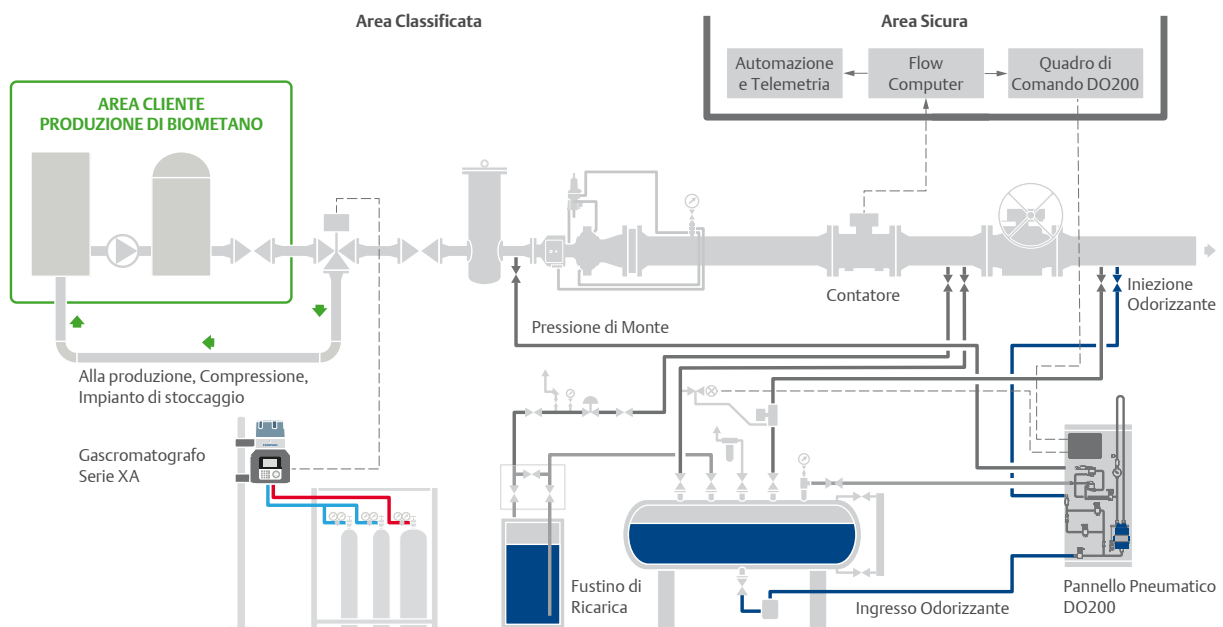 Area Classificata
Area Sicura
Automazione
e Telemetria
Flow
Computer
Quadro di
Comando DO200
AREA CLIENTE
PRODUZIONE DI BIOMETANO
Contatore
Iniezione
Odorizzante
Pressione di Monte
Alla produzione, Compressione,
Impianto di stoccaggio
Gascromatografo
Serie XA
Fustino di
Ricarica
Ingresso Odorizzante
Pannello Pneumatico
DO200